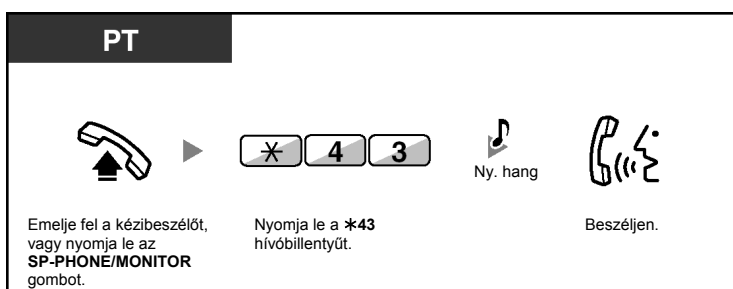 PT
✳ 4 3
Ny. hang
Emelje fel a kézibeszélőt,
vagy nyomja le az
SP-PHONE/MONITOR
gombot.
Nyomja le a ✳43
hívóbillentyűt.
Beszéljen.